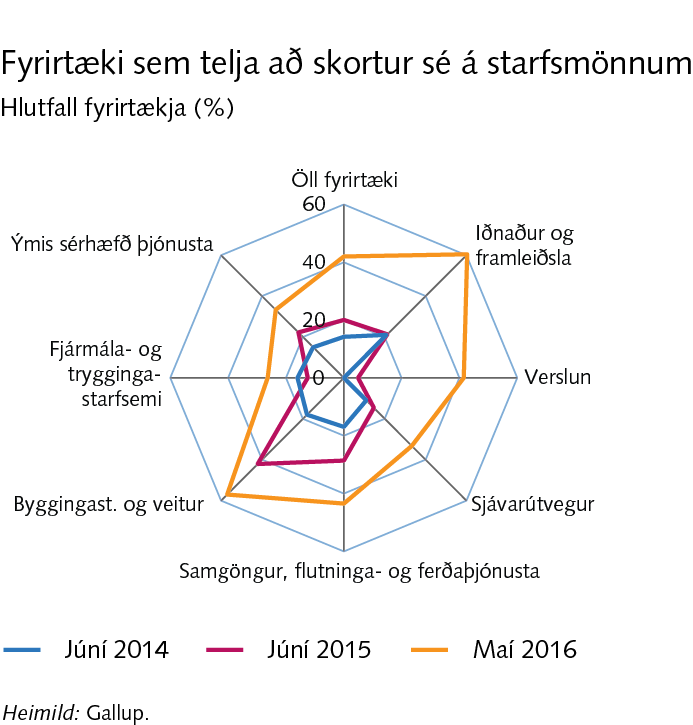 Fyrirtæki sem telja að skortur sé á starfsmönnum
Hlutfall fyrirtækja (%)
Öll fyrirtæki
60
40
20
0
Iðnaður og
framleiðsla
Verslun
Sjávarútvegur
Samgöngur, flutninga- og ferðaþjónusta
Byggingast. og veitur
Fjármála- og
trygginga-
starfsemi
Ýmis sérhæfð þjónusta
Júní 2014
Júní 2015
Maí 2016
Heimild: Gallup.